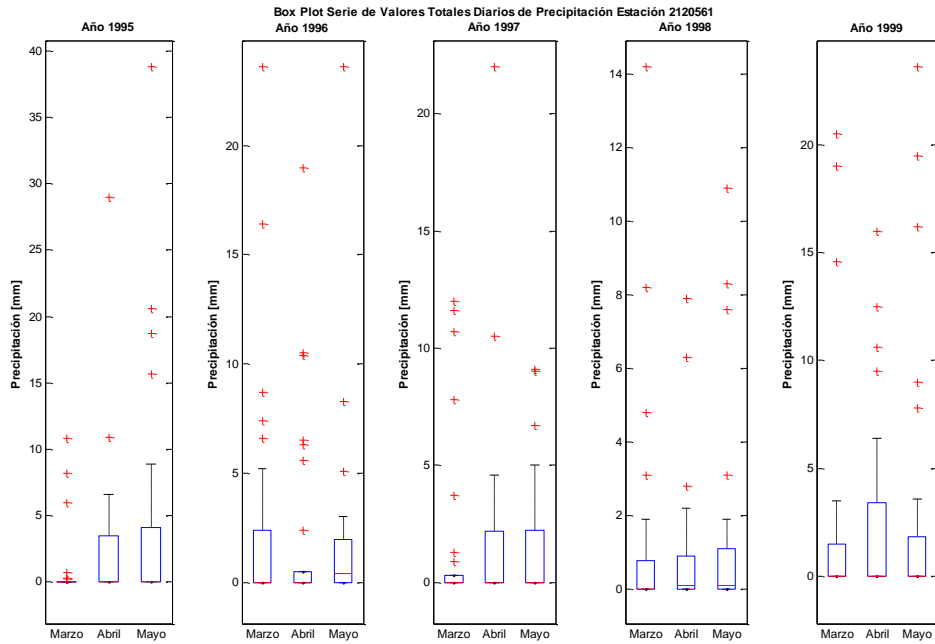 Box Plot Serie de Valores Totales Diarios de Precipitación Estación 2120561
Año 1995
Año 1996
Año 1997
Año 1998
Año 1999
Precipitación [mm]
40
35
30
25
20
15
10
5
0
Marzo Abril Mayo
Precipitación [mm]
20
15
10
5
0
Marzo Abril Mayo
Precipitación [mm]
20
15
10
5
0
Marzo Abril Mayo
Precipitación [mm]
14
12
10
8
6
4
2
0
Marzo Abril Mayo
Precipitación [mm]
20
15
10
5
0
Marzo Abril Mayo